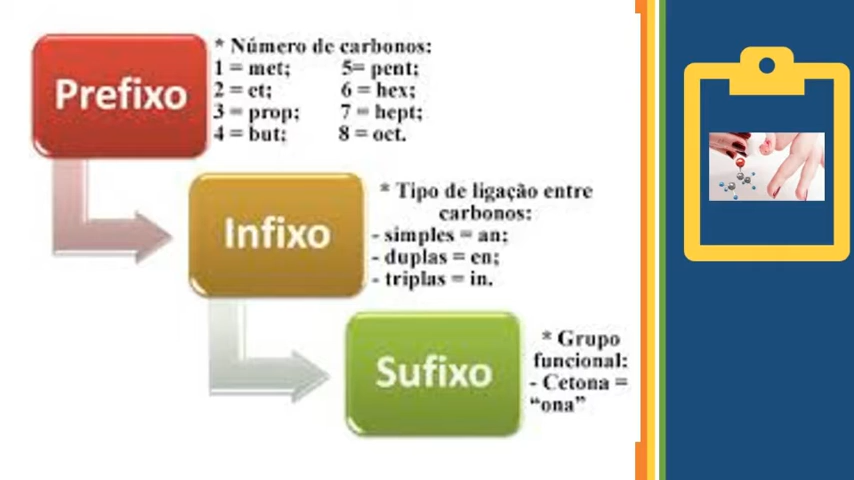 Prefixo
* Número de carbonos:
1 = met; 5= pent;
2 = et; 6 = hex;
3 = prop; 7 = hept;
4 = but; 8 = oct.
Infixo
* Tipo de ligação entre
carbonos:
- simples = an;
- duplas = en;
- triplas = in.
Sufixo
* Grupo
funcional:
- Cetona =
“ona”